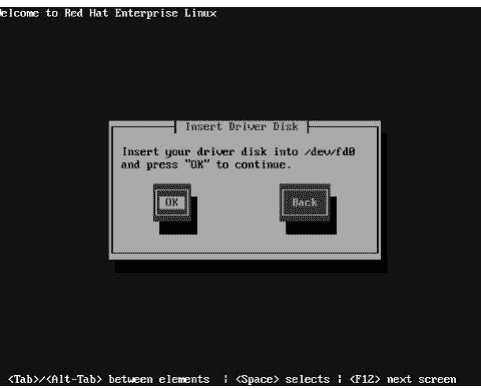 Welcome to Red Hat Enterprise Linux
Insert Driver Disk
Insert your driver disk into /dev/fd0
and press "OK" to continue.
OK Back
<Tab>/<Alt-Tab> between elements | <Space> selects | <F12> next screen